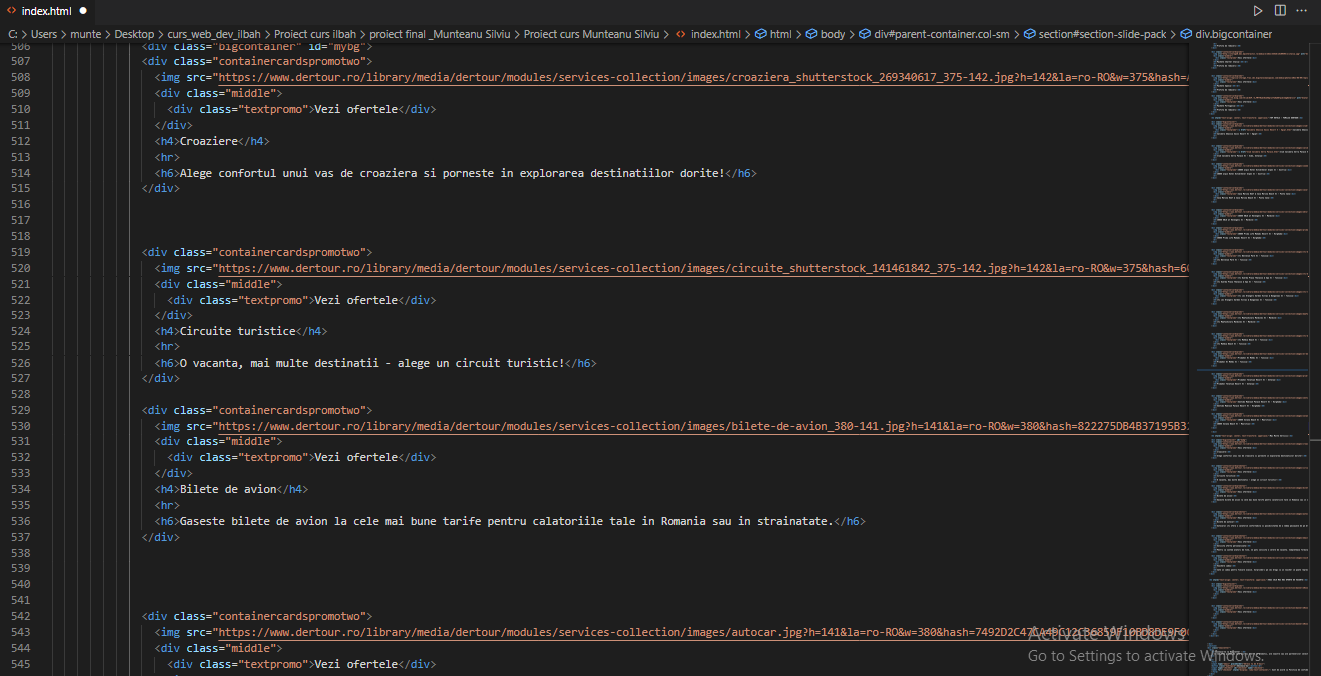 index.html
C: > Users > munte > Desktop > curs_web_dev_ilbah > Proiect curs ilbah > proiect final _Munteanu Silviu > Proiect curs Munteanu Silviu > index.html > html > body > div#parent-container.col-sm > section#section-slide-pack > div.bigcontainer
506 <div class="bigcontainer" id="mybg">
507 <div class="containercardspromotwo">
508 <img src="https://www.dertour.ro/library/media/dertour/modules/services-collection/images/croaziera_shutterstock_269340617_375-142.jpg?h=142&la=ro-RO&w=375&hash=
509 <div class="middle">
510 <div class="textpromo">Vezi ofertele</div>
511 </div>
512 <h4>Croaziere</h4>
513 <hr>
514 <h6>Alege confortul unui vas de croaziera si porneste in explorarea destinatiilor dorite!</h6>
515 </div>
516
517
518
519 <div class="containercardspromotwo">
520 <img src="https://www.dertour.ro/library/media/dertour/modules/services-collection/images/circuite_shutterstock_141461842_375-142.jpg?h=142&la=ro-RO&w=375&hash=60
521 <div class="middle">
522 <div class="textpromo">Vezi ofertele</div>
523 </div>
524 <h4>Circuite turistice</h4>
525 <hr>
526 <h6>O vacanta, mai multe destinatii - alege un circuit turistic!</h6>
527 </div>
528
529 <div class="containercardspromotwo">
530 <img src="https://www.dertour.ro/library/media/dertour/modules/services-collection/images/bilete-de-avion_380-141.jpg?h=141&la=ro-RO&w=380&hash=822275DB4B37195B3
531 <div class="middle">
532 <div class="textpromo">Vezi ofertele</div>
533 </div>
534 <h4>Bilete de avion</h4>
535 <hr>
536 <h6>Gaseste bilete de avion la cele mai bune tarife pentru calatoriile tale in Romania sau in strainatate.</h6>
537 </div>
538
539
540
541
542 <div class="containercardspromotwo">
543 <img src="https://www.dertour.ro/library/media/dertour/modules/services-collection/images/autocar.jpg?h=141&la=ro-RO&w=380&hash=
544 <div class="middle">
545 <div class="textpromo">Vezi ofertele</div>
Activate Windows
Go to Settings to activate Windows.